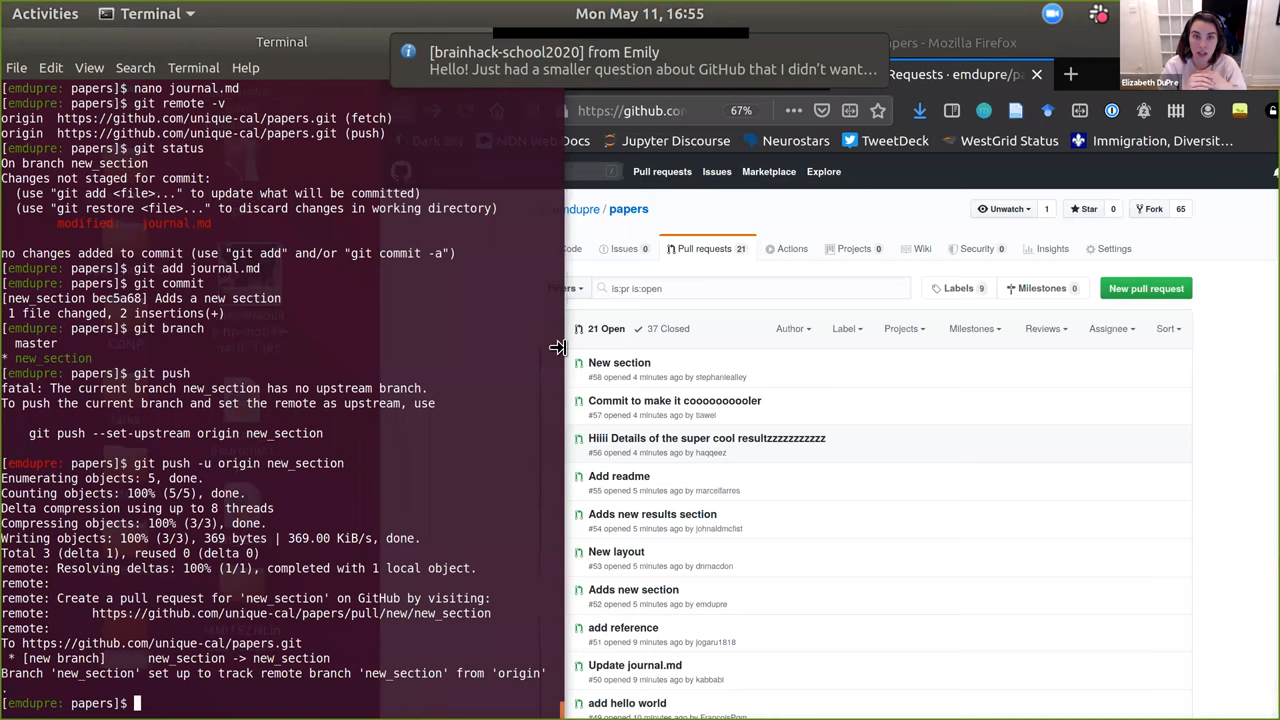 Activities
Terminal
Mon May 11, 16:55
Terminal
[brainhack-school2020] from Emily
Hello! Just had a smaller question about GitHub that I didn't want...
pers - Mozilla Firefox
Elizabeth DuPre
File Edit View Search Terminal Help
Requests · emdupre/p
https://github.co
67%
MDN Web Docs
Jupyter Discourse
Neurostars
TweetDeck
WestGrid Status
Immigration, Diversit...
[emdupre: papers]$ nano journal.md
[emdupre: papers]$ git remote -v
origin https://github.com/unique-cal/papers.git (fetch)
origin https://github.com/unique-cal/papers.git (push)
[emdupre: papers]$ git status
On branch new_section
Changes not staged for commit:
(use "git add <file>..." to update what will be committed)
(use "git restore <file>..." to discard changes in working directory)
modified: journal.md
no changes added to commit (use "git add" and/or "git commit -a")
[emdupre: papers]$ git add journal.md
[emdupre: papers]$ git commit
[new_section bec5a68] Adds a new section
1 file changed, 2 insertions(+)
[emdupre: papers]$ git branch
master
* new_section
[emdupre: papers]$ git push
fatal: The current branch new_section has no upstream branch.
To push the current branch and set the remote as upstream, use
git push --set-upstream origin new_section
[emdupre: papers]$ git push -u origin new_section
Enumerating objects: 5, done.
Counting objects: 100% (5/5), done.
Delta compression using up to 8 threads
Compressing objects: 100% (3/3), done.
Writing objects: 100% (3/3), 369 bytes | 369.00 KiB/s, done.
Total 3 (delta 1), reused 0 (delta 0)
remote: Resolving deltas: 100% (1/1), completed with 1 local object.
remote:
remote: Create a pull request for 'new_section' on GitHub by visiting:
remote: https://github.com/unique-cal/papers/pull/new/new_section
remote:
To https://github.com/unique-cal/papers.git
* [new branch] new_section -> new_section
Branch 'new_section' set up to track remote branch 'new_section' from 'origin'
.
[emdupre: papers]$
/ Pull requests Issues Marketplace Explore
mdupre / papers
Unwatch 1
Star 0
Fork 65
Code
Issues 0
Pull requests 21
Actions
Projects 0
Wiki
Security 0
Insights
Settings
ers
is:pr is:open
Labels 9
Milestones 0
New pull request
21 Open
37 Closed
Author Label Projects Milestones Reviews Assignee Sort
New section
#58 opened 4 minutes ago by stephaniealley
Commit to make it cooooooooler
#57 opened 4 minutes ago by tiawei
Hiiii Details of the super cool resultzzzzzzzzzzz
#56 opened 4 minutes ago by haqqeez
Add readme
#55 opened 5 minutes ago by marcelfarres
Adds new results section
#54 opened 5 minutes ago by johnaldmcfist
New layout
#53 opened 5 minutes ago by dnmacdon
Adds new section
#52 opened 5 minutes ago by emdupre
add reference
#51 opened 9 minutes ago by jogaru1818
Update journal.md
#50 opened 9 minutes ago by kabbabi
add hello world
#49 opened 9 minutes ago by